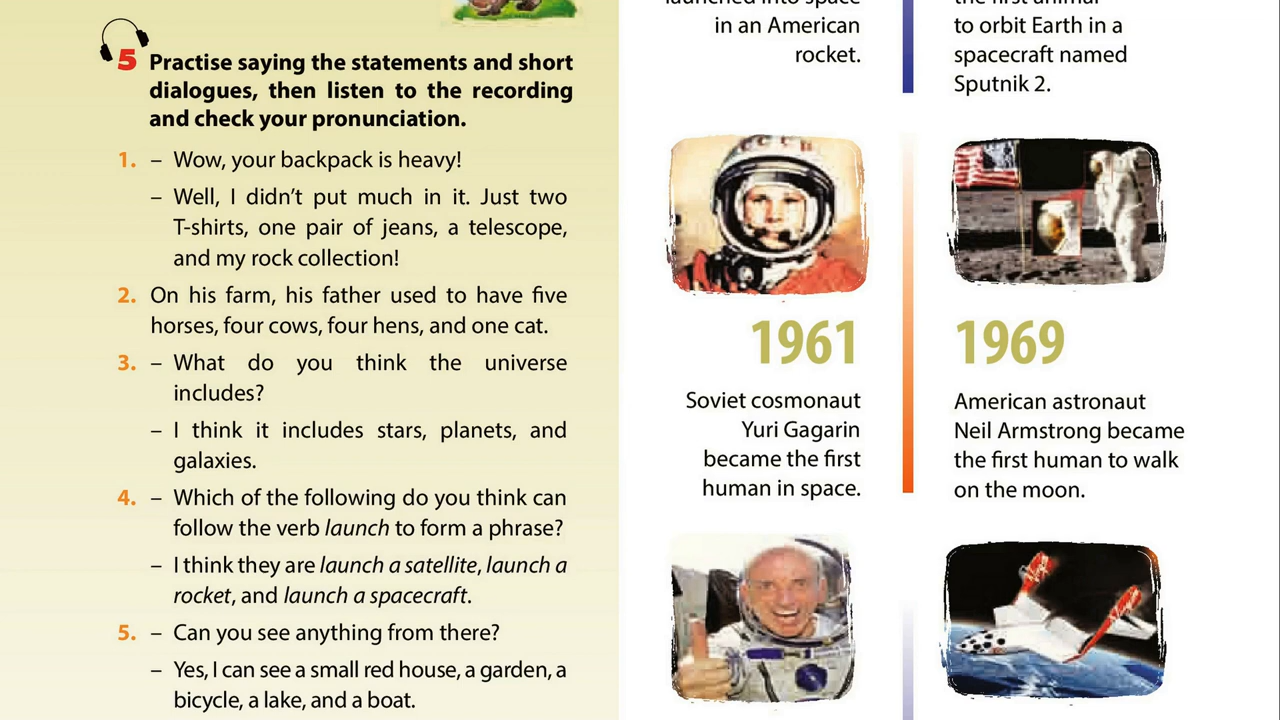 5 Practise saying the statements and short
dialogues, then listen to the recording
and check your pronunciation.
1. – Wow, your backpack is heavy!
– Well, I didn't put much in it. Just two
T-shirts, one pair of jeans, a telescope,
and my rock collection!
2. On his farm, his father used to have five
horses, four cows, four hens, and one cat.
3. – What do you think the universe
includes?
– I think it includes stars, planets, and
galaxies.
4. – Which of the following do you think can
follow the verb launch to form a phrase?
– I think they are launch a satellite, launch a
rocket, and launch a spacecraft.
5. – Can you see anything from there?
– Yes, I can see a small red house, a garden, a
bicycle, a lake, and a boat.
launched into space
in an American
rocket.
the first animal
to orbit Earth in a
spacecraft named
Sputnik 2.
CCCP
1961
Soviet cosmonaut
Yuri Gagarin
became the first
human in space.
1969
American astronaut
Neil Armstrong became
the first human to walk
on the moon.